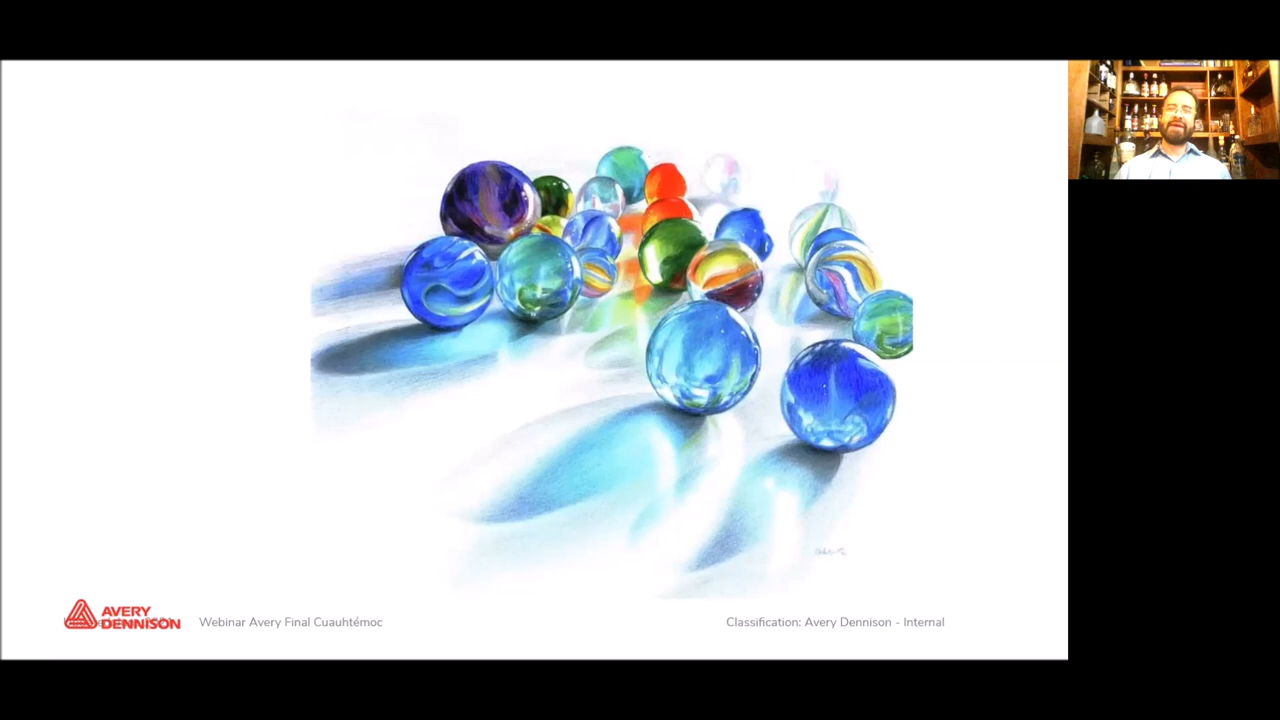 AVERY
DENNISON
Webinar Avery Final Cuauhtémoc
Classification: Avery Dennison - Internal